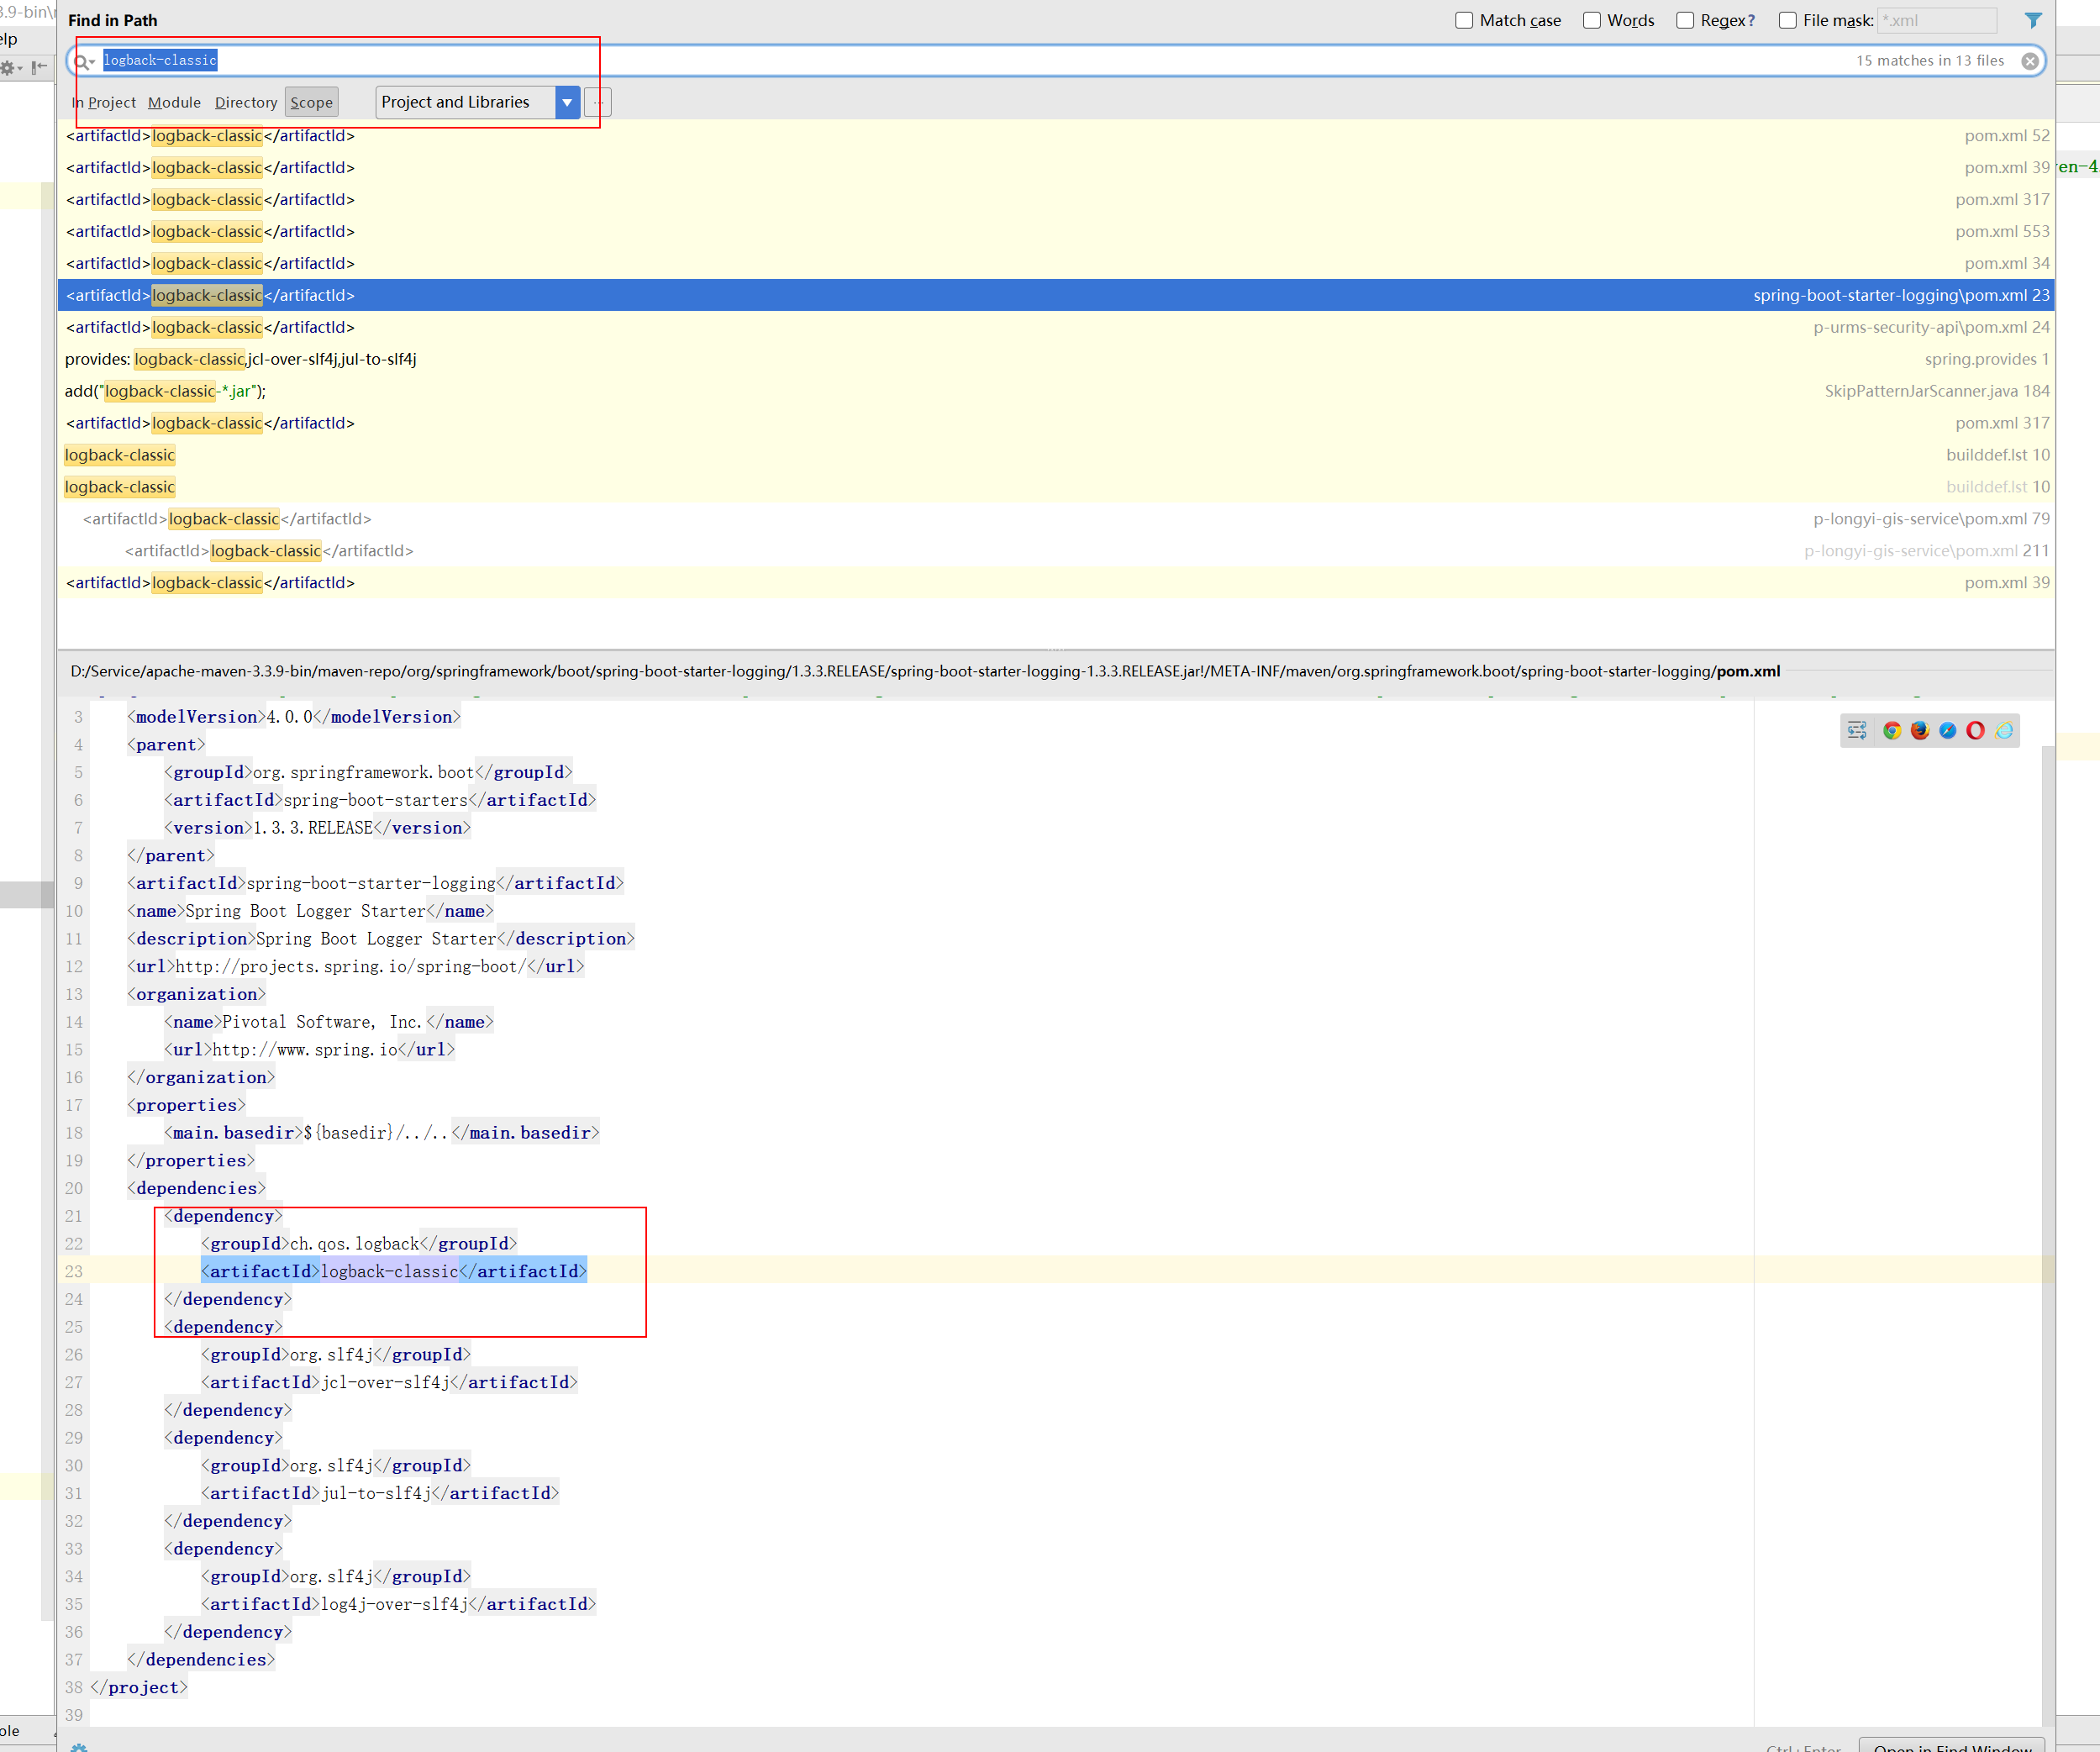 3.9-bin\
Find in Path
Match case Words Regex? File mask: *.xml
elp
logback-classic
15 matches in 13 files
In Project Module Directory Scope Project and Libraries ...
<artifactId>logback-classic</artifactId> pom.xml 52
<artifactId>logback-classic</artifactId> pom.xml 39
en-4
<artifactId>logback-classic</artifactId> pom.xml 317
<artifactId>logback-classic</artifactId> pom.xml 553
<artifactId>logback-classic</artifactId> pom.xml 34
<artifactId>logback-classic</artifactId> spring-boot-starter-logging\pom.xml 23
<artifactId>logback-classic</artifactId> p-urms-security-api\pom.xml 24
provides: logback-classic,jcl-over-slf4j,jul-to-slf4j spring.provides 1
add("logback-classic-*.jar"); SkipPatternJarScanner.java 184
<artifactId>logback-classic</artifactId> pom.xml 317
logback-classic builddef.lst 10
logback-classic builddef.lst 10
<artifactId>logback-classic</artifactId> p-longyi-gis-service\pom.xml 79
<artifactId>logback-classic</artifactId> p-longyi-gis-service\pom.xml 211
<artifactId>logback-classic</artifactId> pom.xml 39
D:/Service/apache-maven-3.3.9-bin/maven-repo/org/springframework/boot/spring-boot-starter-logging/1.3.3.RELEASE/spring-boot-starter-logging-1.3.3.RELEASE.jar!/META-INF/maven/org.springframework.boot/spring-boot-starter-logging/pom.xml
3 <modelVersion>4.0.0</modelVersion>
4 <parent>
5 <groupId>org.springframework.boot</groupId>
6 <artifactId>spring-boot-starters</artifactId>
7 <version>1.3.3.RELEASE</version>
8 </parent>
9 <artifactId>spring-boot-starter-logging</artifactId>
10 <name>Spring Boot Logger Starter</name>
11 <description>Spring Boot Logger Starter</description>
12 <url>http://projects.spring.io/spring-boot/</url>
13 <organization>
14 <name>Pivotal Software, Inc.</name>
15 <url>http://www.spring.io</url>
16 </organization>
17 <properties>
18 <main.basedir>${basedir}/../..</main.basedir>
19 </properties>
20 <dependencies>
21 <dependency>
22 <groupId>ch.qos.logback</groupId>
23 <artifactId>logback-classic</artifactId>
24 </dependency>
25 <dependency>
26 <groupId>org.slf4j</groupId>
27 <artifactId>jcl-over-slf4j</artifactId>
28 </dependency>
29 <dependency>
30 <groupId>org.slf4j</groupId>
31 <artifactId>jul-to-slf4j</artifactId>
32 </dependency>
33 <dependency>
34 <groupId>org.slf4j</groupId>
35 <artifactId>log4j-over-slf4j</artifactId>
36 </dependency>
37 </dependencies>
38 </project>
39
ole
Ctrl+Enter Open in Find Window